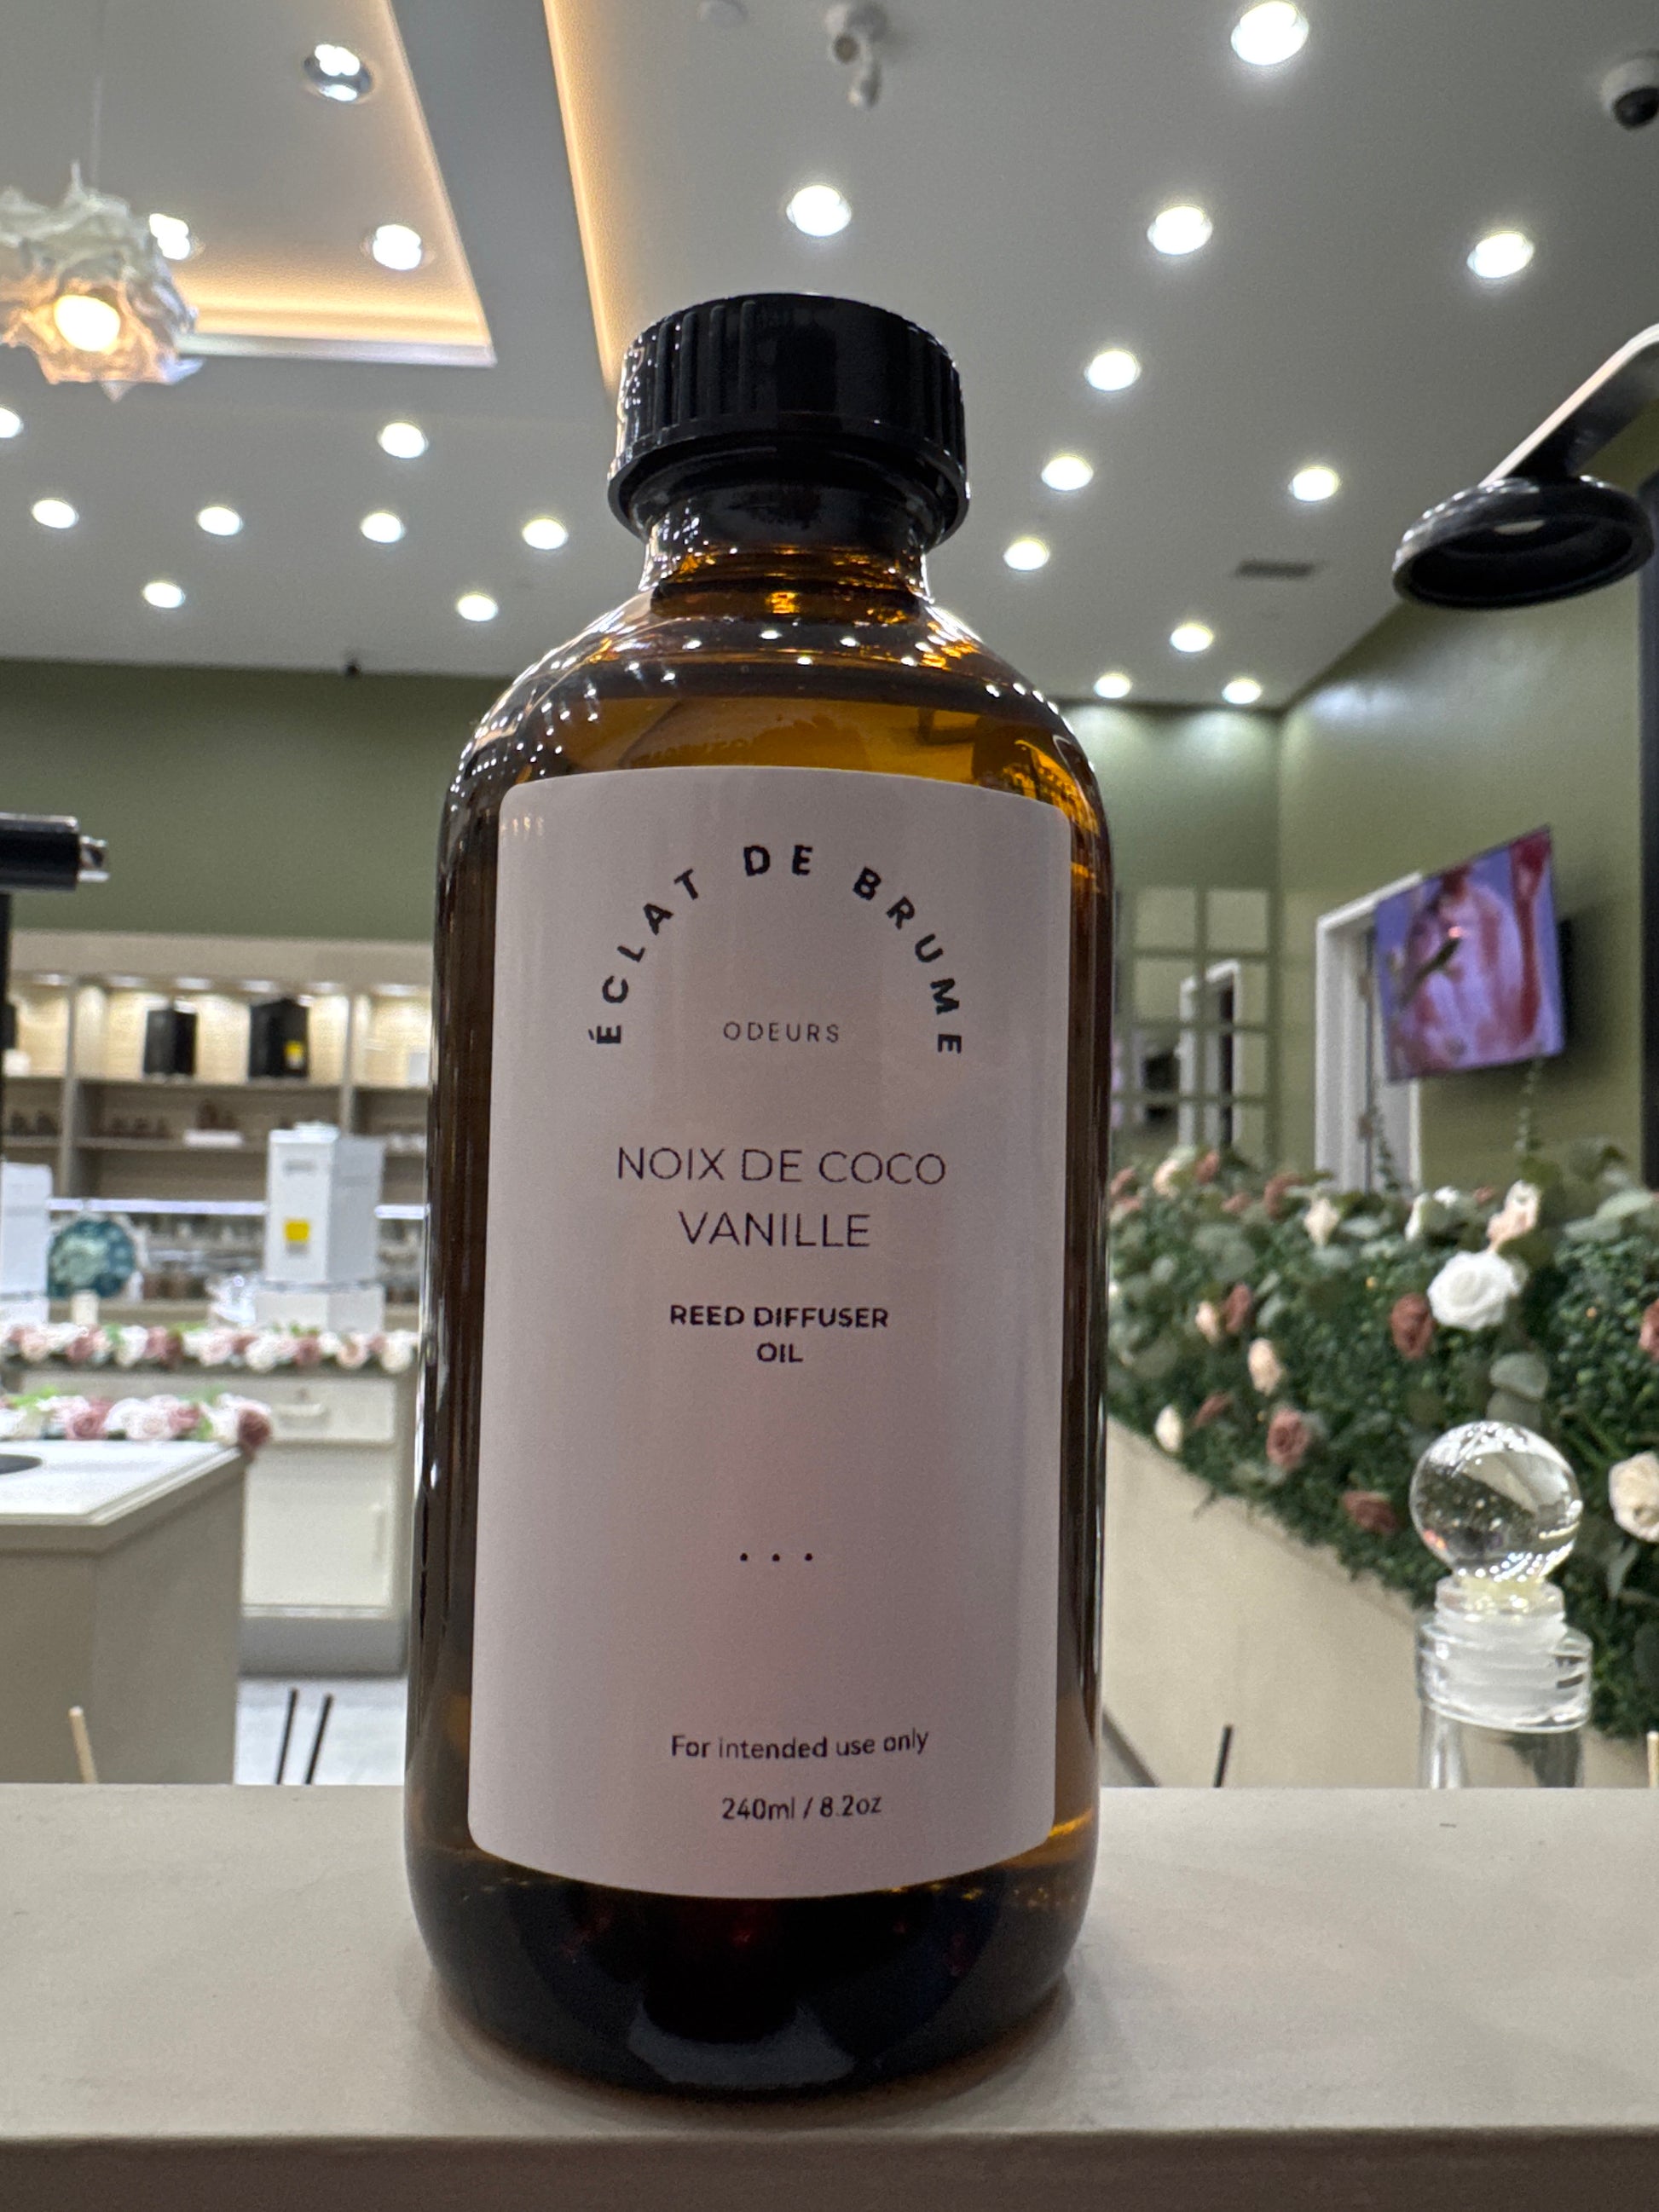 ÉCLAT DE BRUME
ODEURS
NOIX DE COCO
VANILLE
REED DIFFUSER
OIL
• • •
For intended use only
240ml / 8.2oz